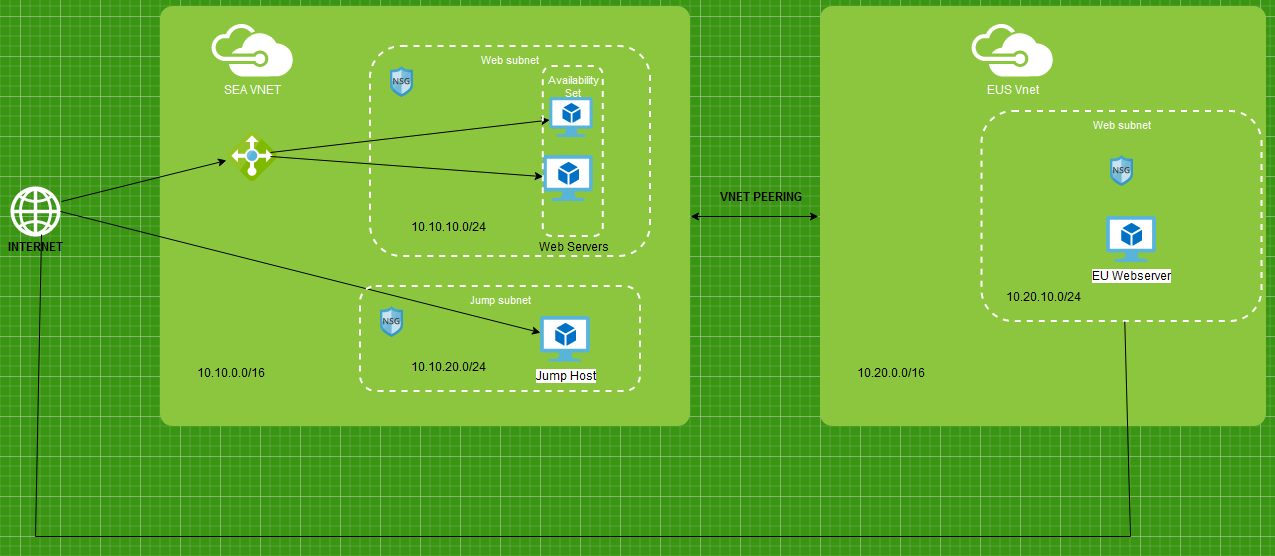 SEA VNET
Web subnet
NSG
Availability
Set
10.10.10.0/24
Web Servers
INTERNET
Jump subnet
NSG
10.10.20.0/24
Jump Host
10.10.0.0/16
VNET PEERING
EUS Vnet
Web subnet
NSG
EU Webserver
10.20.10.0/24
10.20.0.0/16